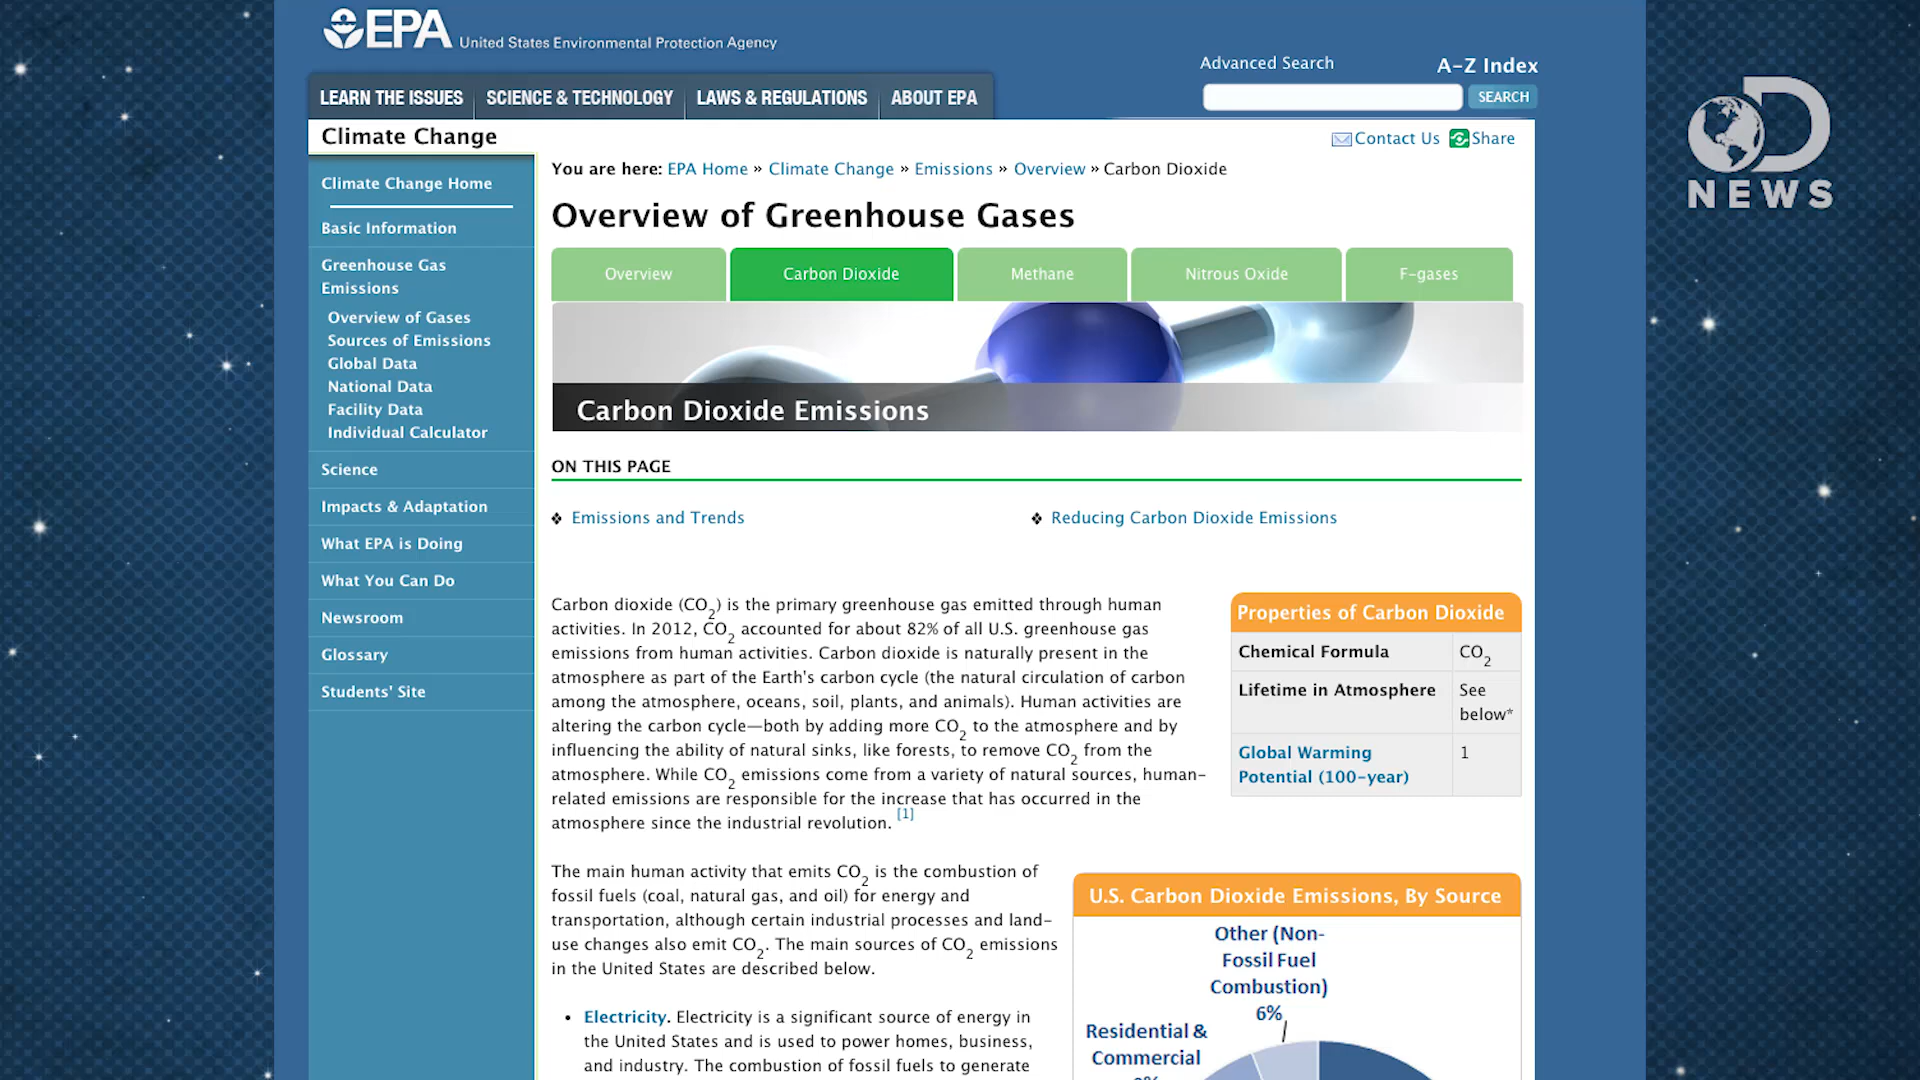 EPA United States Environmental Protection Agency
Advanced Search
A-Z Index
LEARN THE ISSUES SCIENCE & TECHNOLOGY LAWS & REGULATIONS ABOUT EPA
SEARCH
D
NEWS
Climate Change
Contact Us Share
Climate Change Home
Basic Information
Greenhouse Gas
Emissions
Overview of Gases
Sources of Emissions
Global Data
National Data
Facility Data
Individual Calculator
Science
Impacts & Adaptation
What EPA is Doing
What You Can Do
Newsroom
Glossary
Students' Site
You are here: EPA Home » Climate Change » Emissions » Overview » Carbon Dioxide
Overview of Greenhouse Gases
Overview Carbon Dioxide Methane Nitrous Oxide F-gases
Carbon Dioxide Emissions
ON THIS PAGE
❖ Emissions and Trends
❖ Reducing Carbon Dioxide Emissions
Carbon dioxide (CO2) is the primary greenhouse gas emitted through human
activities. In 2012, CO2 accounted for about 82% of all U.S. greenhouse gas
emissions from human activities. Carbon dioxide is naturally present in the
atmosphere as part of the Earth's carbon cycle (the natural circulation of carbon
among the atmosphere, oceans, soil, plants, and animals). Human activities are
altering the carbon cycle—both by adding more CO2 to the atmosphere and by
influencing the ability of natural sinks, like forests, to remove CO2 from the
atmosphere. While CO2 emissions come from a variety of natural sources, human-
related emissions are responsible for the increase that has occurred in the
atmosphere since the industrial revolution. [1]
Properties of Carbon Dioxide
Chemical Formula CO2
Lifetime in Atmosphere See
below*
Global Warming 1
Potential (100-year)
The main human activity that emits CO2 is the combustion of
fossil fuels (coal, natural gas, and oil) for energy and
transportation, although certain industrial processes and land-
use changes also emit CO2. The main sources of CO2 emissions
in the United States are described below.
• Electricity. Electricity is a significant source of energy in
the United States and is used to power homes, business,
and industry. The combustion of fossil fuels to generate
U.S. Carbon Dioxide Emissions, By Source
Other (Non-
Fossil Fuel
Combustion)
6%
Residential &
Commercial